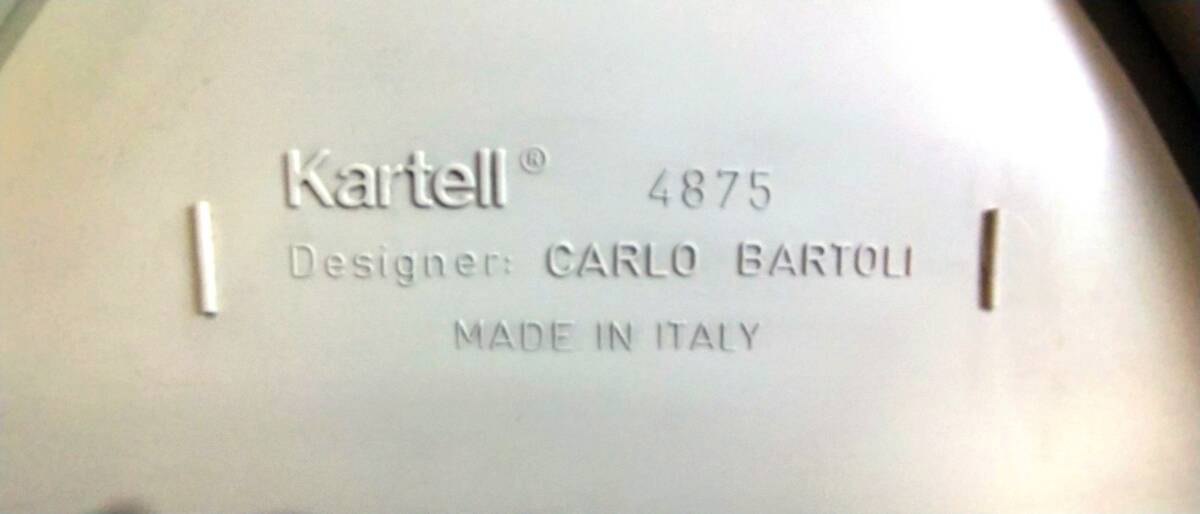 Kartell® 4875
Designer: CARLO BARTOLI
MADE IN ITALY